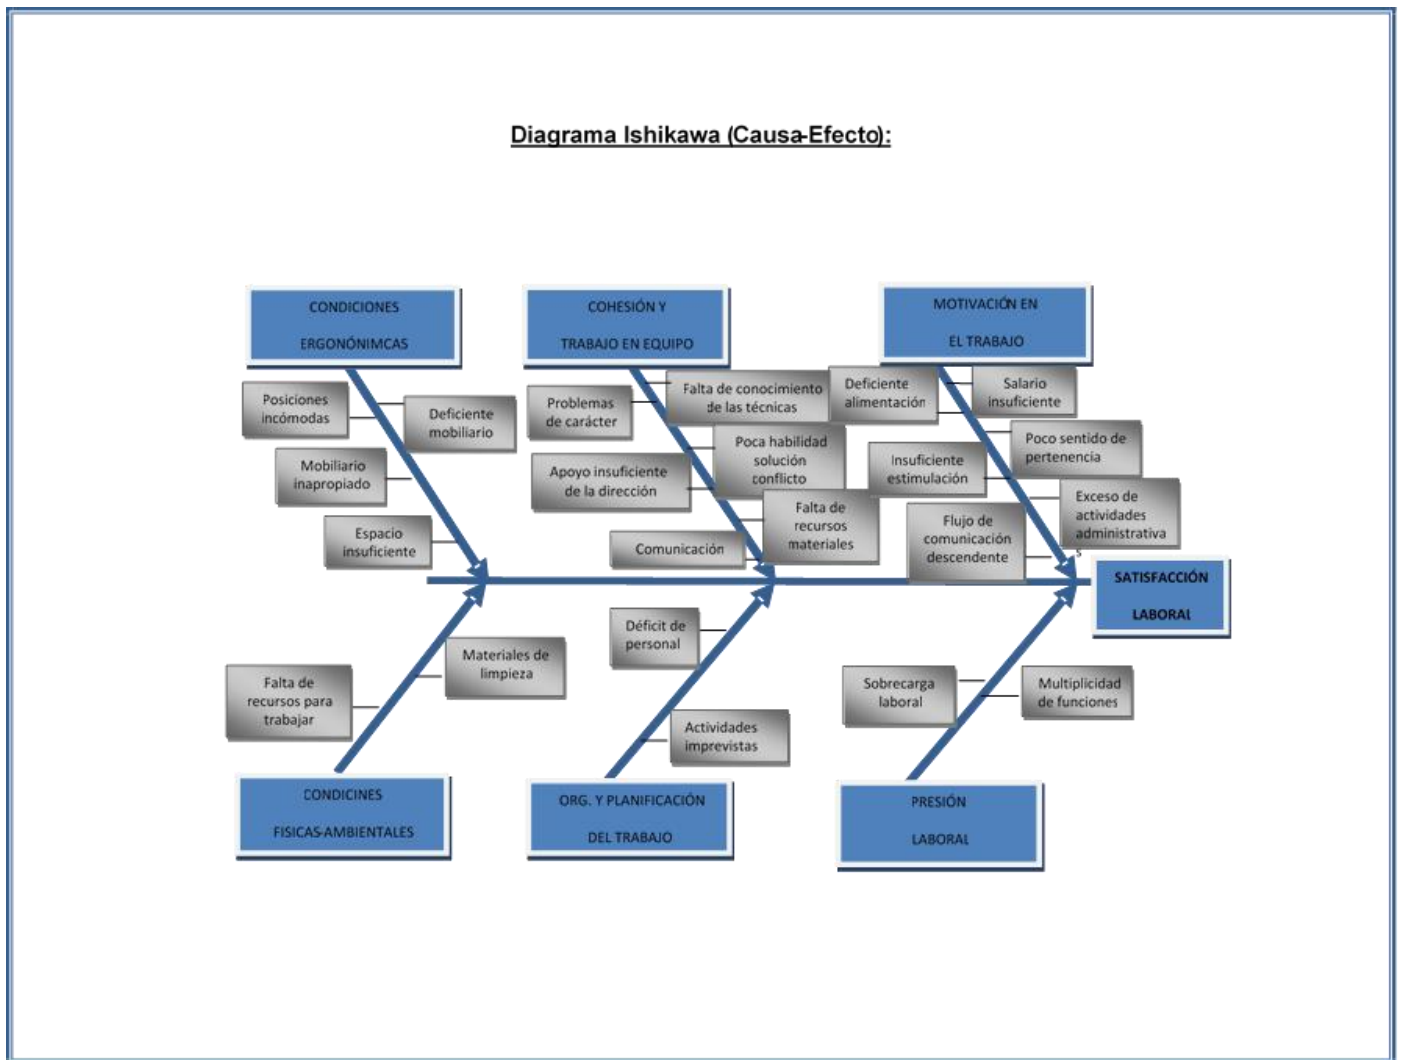 Diagrama Ishikawa (Causa-Efecto):
CONDICIONES
ERGONÓNIMCAS
COHESIÓN Y
TRABAJO EN EQUIPO
MOTIVACIÓN EN
EL TRABAJO
Posiciones
incómodas
Deficiente
mobiliario
Mobiliario
inapropiado
Espacio
insuficiente
Problemas
de carácter
Falta de conocimiento
de las técnicas
Apoyo insuficiente
de la dirección
Poca habilidad
solución
conflicto
Comunicación
Falta de
recursos
materiales
Deficiente
alimentación
Salario
insuficiente
Insuficiente
estimulación
Poco sentido de
pertenencia
Flujo de
comunicación
descendente
Exceso de
actividades
administrativa
s
SATISFACCIÓN
LABORAL
Falta de
recursos para
trabajar
Materiales de
limpieza
Déficit de
personal
Actividades
imprevistas
Sobrecarga
laboral
Multiplicidad
de funciones
CONDICINES
FISICAS-AMBIENTALES
ORG. Y PLANIFICACIÓN
DEL TRABAJO
PRESIÓN
LABORAL